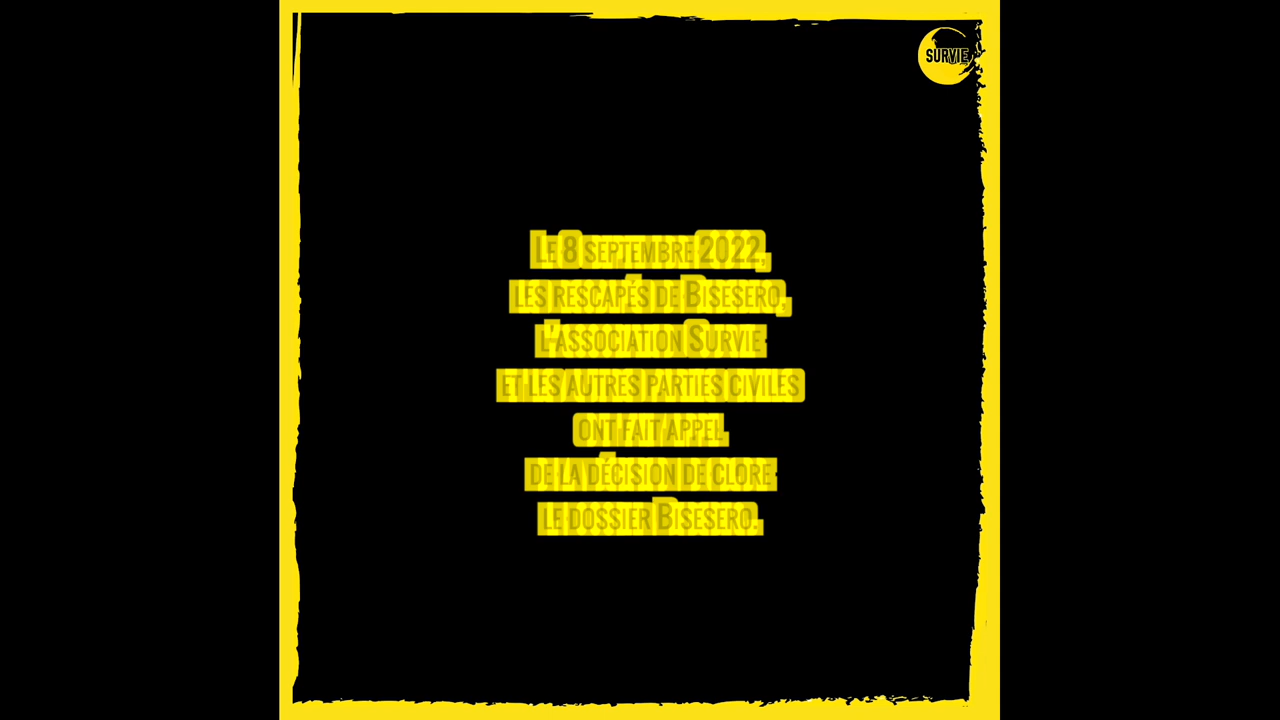 SURVIE
Le 8 septembre 2022,
les rescapés de Bisesero,
l'association Survie
et les autres parties civiles
ont fait appel
de la décision de clore
le dossier Bisesero.